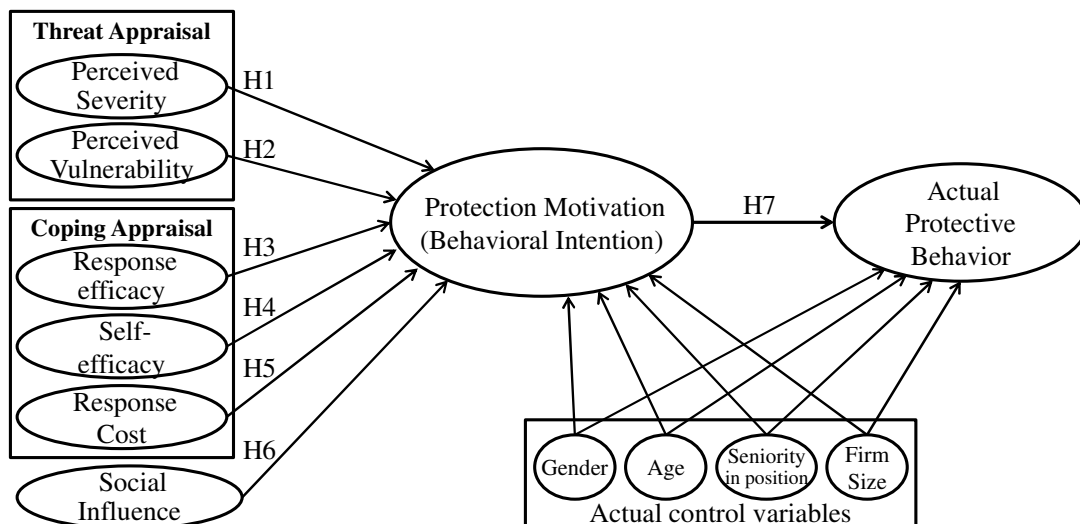 Threat Appraisal
Perceived
Severity
H1
Perceived
Vulnerability
H2
Coping Appraisal
Response
efficacy
H3
Self-
efficacy
H4
Response
Cost
H5
Social
Influence
H6
Protection Motivation
(Behavioral Intention)
H7
Actual
Protective
Behavior
Gender
Age
Seniority
in position
Firm
Size
Actual control variables